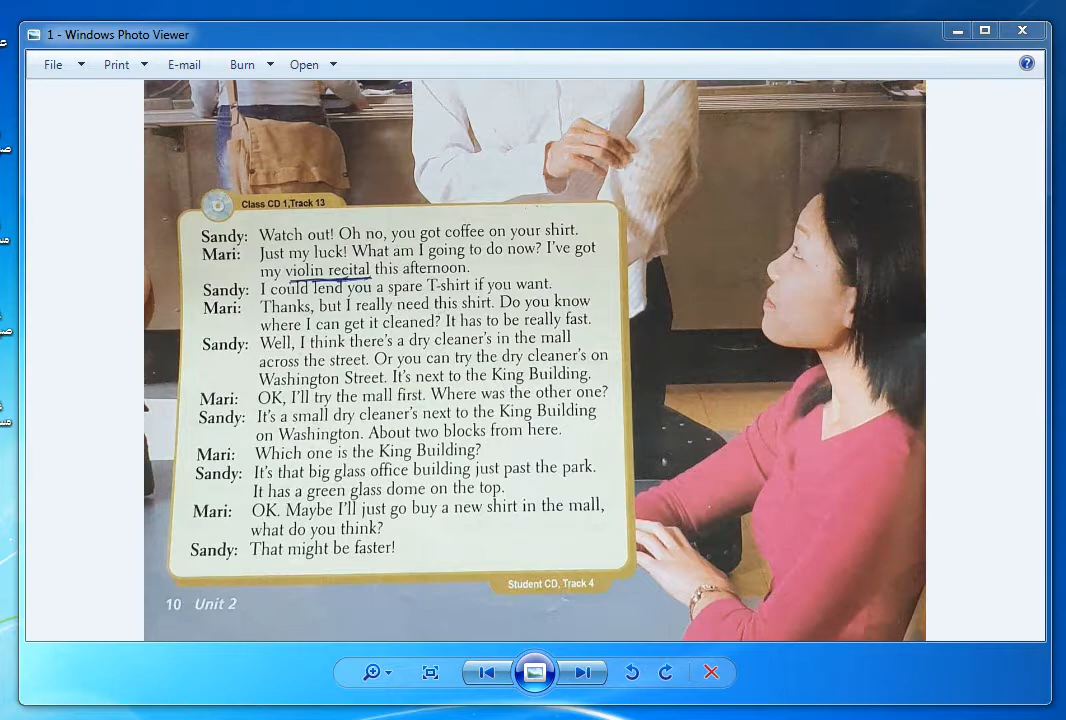 1 - Windows Photo Viewer
File Print E-mail Burn Open
Class CD 1, Track 13
Sandy: Watch out! Oh no, you got coffee on your shirt.
Mari: Just my luck! What am I going to do now? I've got
my violin recital this afternoon.
Sandy: I could lend you a spare T-shirt if you want.
Mari: Thanks, but I really need this shirt. Do you know
where I can get it cleaned? It has to be really fast.
Sandy: Well, I think there's a dry cleaner's in the mall
across the street. Or you can try the dry cleaner's on
Washington Street. It's next to the King Building.
Mari: OK, I'll try the mall first. Where was the other one?
Sandy: It's a small dry cleaner's next to the King Building
on Washington. About two blocks from here.
Mari: Which one is the King Building?
Sandy: It's that big glass office building just past the park.
It has a green glass dome on the top.
Mari: OK. Maybe I'll just go buy a new shirt in the mall,
what do you think?
Sandy: That might be faster!
Student CD, Track 4
10 Unit 2